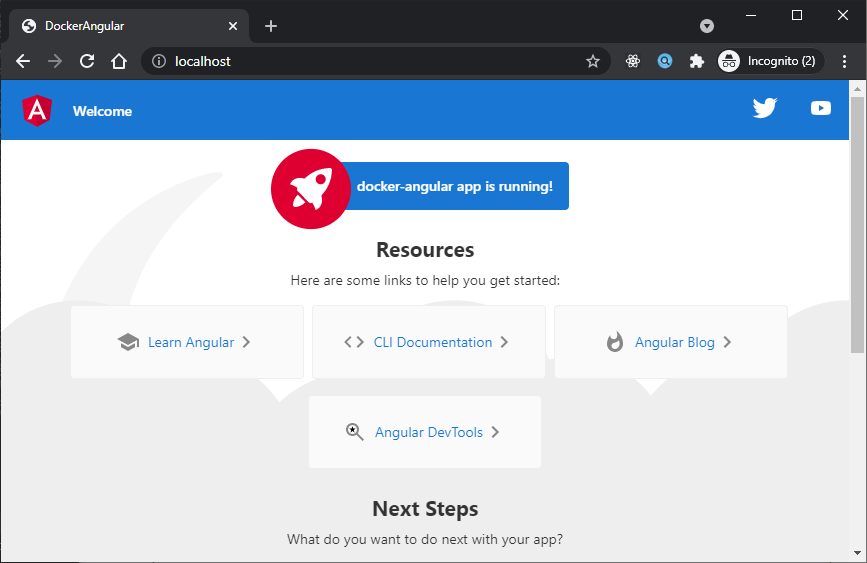 DockerAngular
localhost
Incognito (2)
Welcome
docker-angular app is running!
Resources
Here are some links to help you get started:
Learn Angular
CLI Documentation
Angular Blog
Angular DevTools
Next Steps
What do you want to do next with your app?